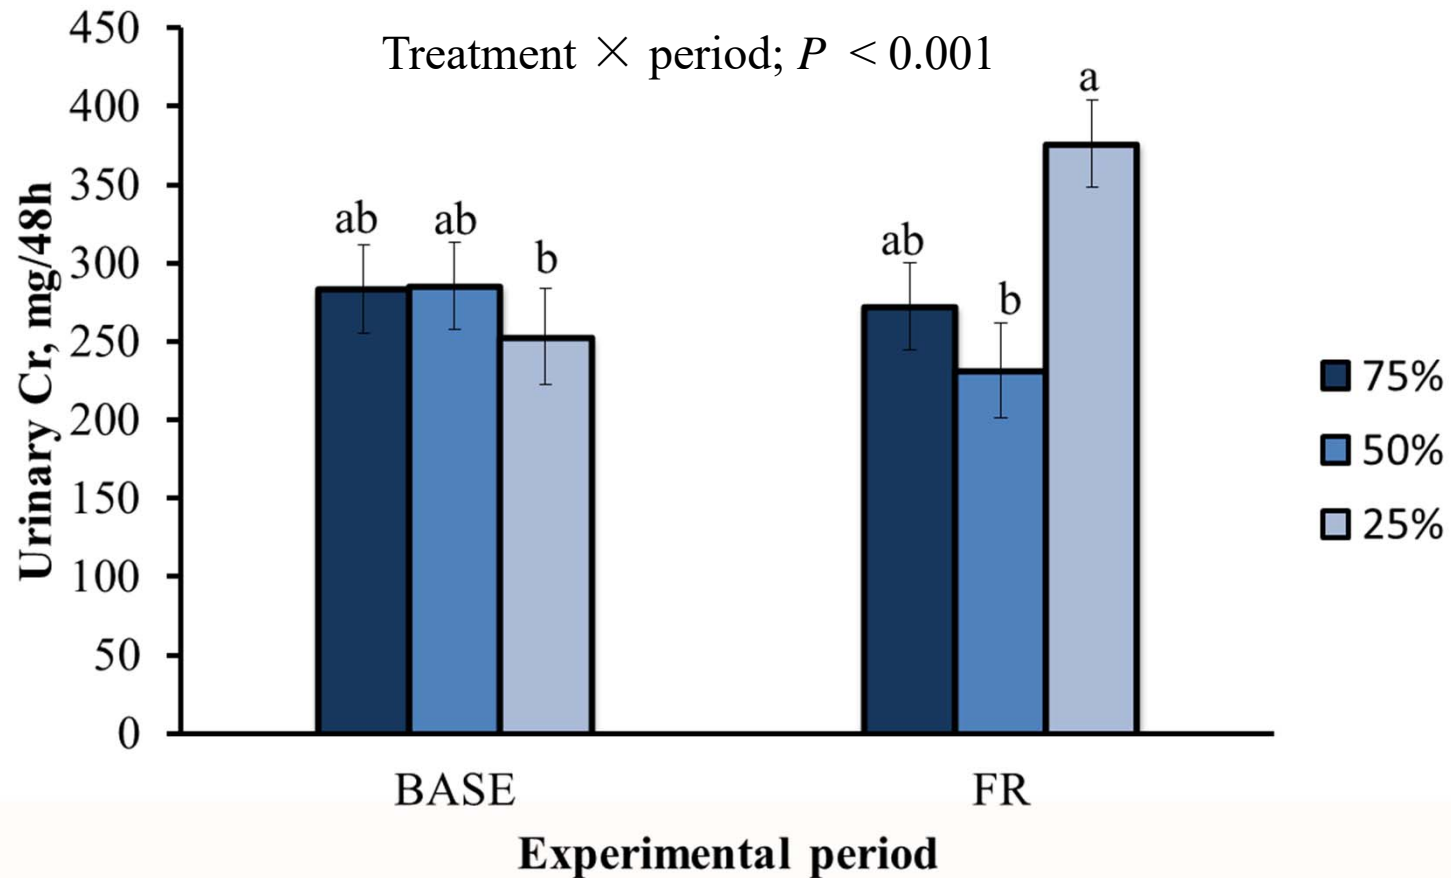 Treatment × period; P < 0.001
Urinary Cr, mg/48h
450
400
350
300
250
200
150
100
50
0
ab
ab
b
ab
b
a
BASE
FR
Experimental period
75%
50%
25%